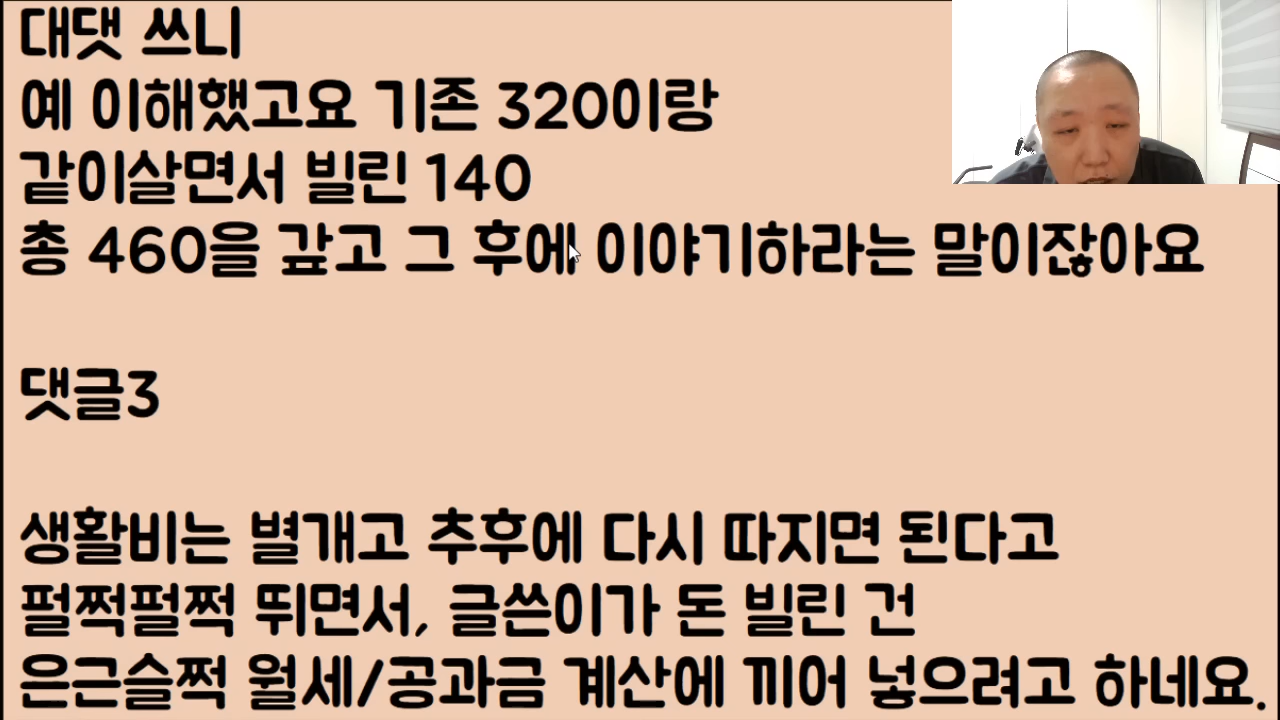 대댓 쓰니
예 이해했고요 기존 320이랑
같이살면서 빌린 140
총 460을 갚고 그 후에 이야기하라는 말이잖아요
댓글3
생활비는 별개고 추후에 다시 따지면 된다고
펄쩍펄쩍 뛰면서, 글쓴이가 돈 빌린 건
은근슬쩍 월세/공과금 계산에 끼어 넣으려고 하네요.